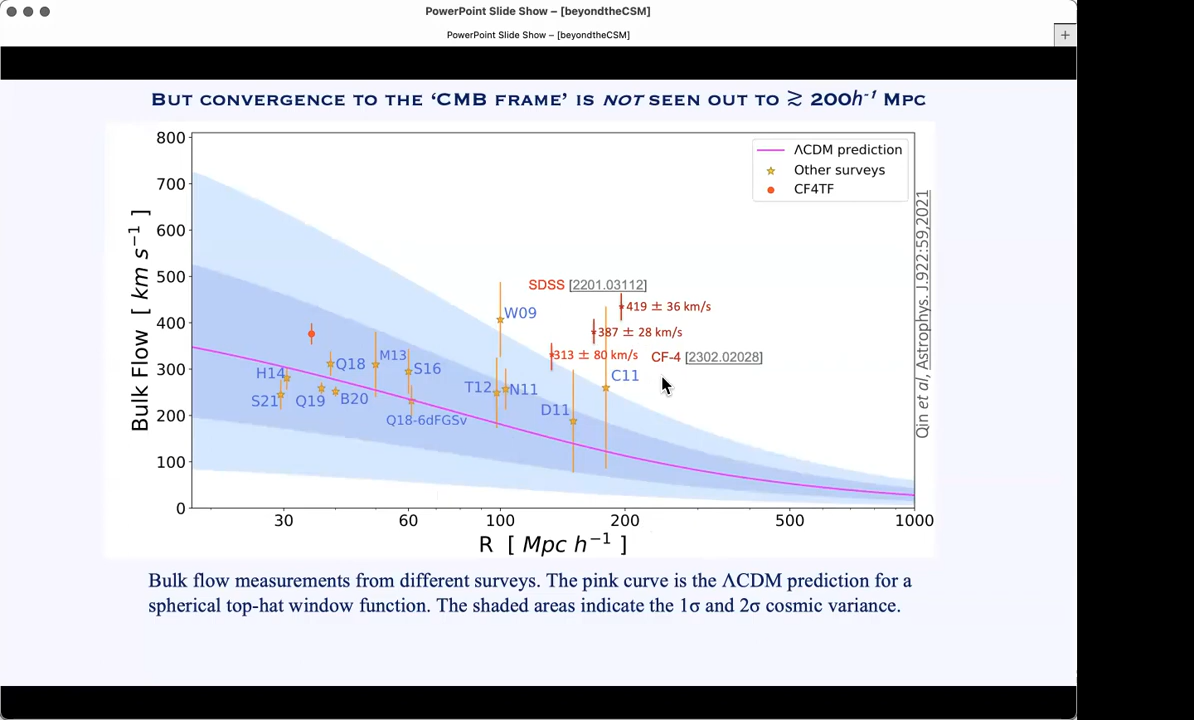 PowerPoint Slide Show – [beyondtheCSM]
PowerPoint Slide Show – [beyondtheCSM]
+
BUT CONVERGENCE TO THE ‘CMB FRAME’ IS NOT SEEN OUT TO ≳ 200h⁻¹ MPC
800
700
600
500
400
300
200
100
0
Bulk Flow [ km s⁻¹ ]
ΛCDM prediction
Other surveys
CF4TF
SDSS [2201.03112]
419 ± 36 km/s
387 ± 28 km/s
313 ± 80 km/s
CF-4 [2302.02028]
W09
C11
H14
Q18
M13
S16
S21
Q19
B20
T12
N11
D11
Q18-6dFGSv
30
60
100
200
500
1000
R [ Mpc h⁻¹ ]
Qin et al, Astrophys. J.922:59,2021
Bulk flow measurements from different surveys. The pink curve is the ΛCDM prediction for a
spherical top-hat window function. The shaded areas indicate the 1σ and 2σ cosmic variance.